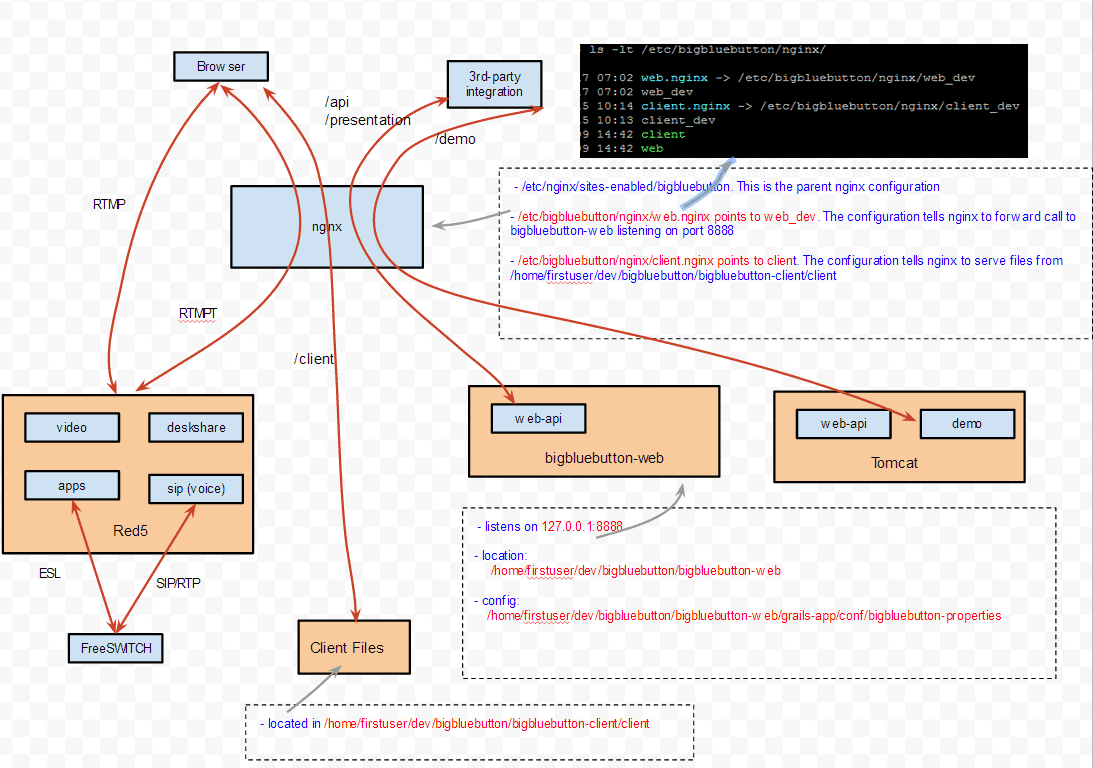 Browser
3rd-party
integration
/api
/presentation
/demo
ls -lt /etc/bigbluebutton/nginx/
7 07:02 web.nginx -> /etc/bigbluebutton/nginx/web_dev
7 07:02 web_dev
5 10:14 client.nginx -> /etc/bigbluebutton/nginx/client_dev
5 10:13 client_dev
9 14:42 client
9 14:42 web
- /etc/nginx/sites-enabled/bigbluebutton. This is the parent nginx configuration
- /etc/bigbluebutton/nginx/web.nginx points to web_dev. The configuration tells nginx to forward call to
bigbluebutton-web listening on port 8888
- /etc/bigbluebutton/nginx/client.nginx points to client. The configuration tells nginx to serve files from
/home/firstuser/dev/bigbluebutton/bigbluebutton-client/client
RTMP
nginx
RTMPT
/client
video
deskshare
apps
sip (voice)
Red5
web-api
bigbluebutton-web
web-api
demo
Tomcat
- listens on 127.0.0.1:8888
- location:
/home/firstuser/dev/bigbluebutton/bigbluebutton-web
- config:
/home/firstuser/dev/bigbluebutton/bigbluebutton-web/grails-app/conf/bigbluebutton-properties
ESL
SIP/RTP
FreeSWITCH
Client Files
- located in /home/firstuser/dev/bigbluebutton/bigbluebutton-client/client